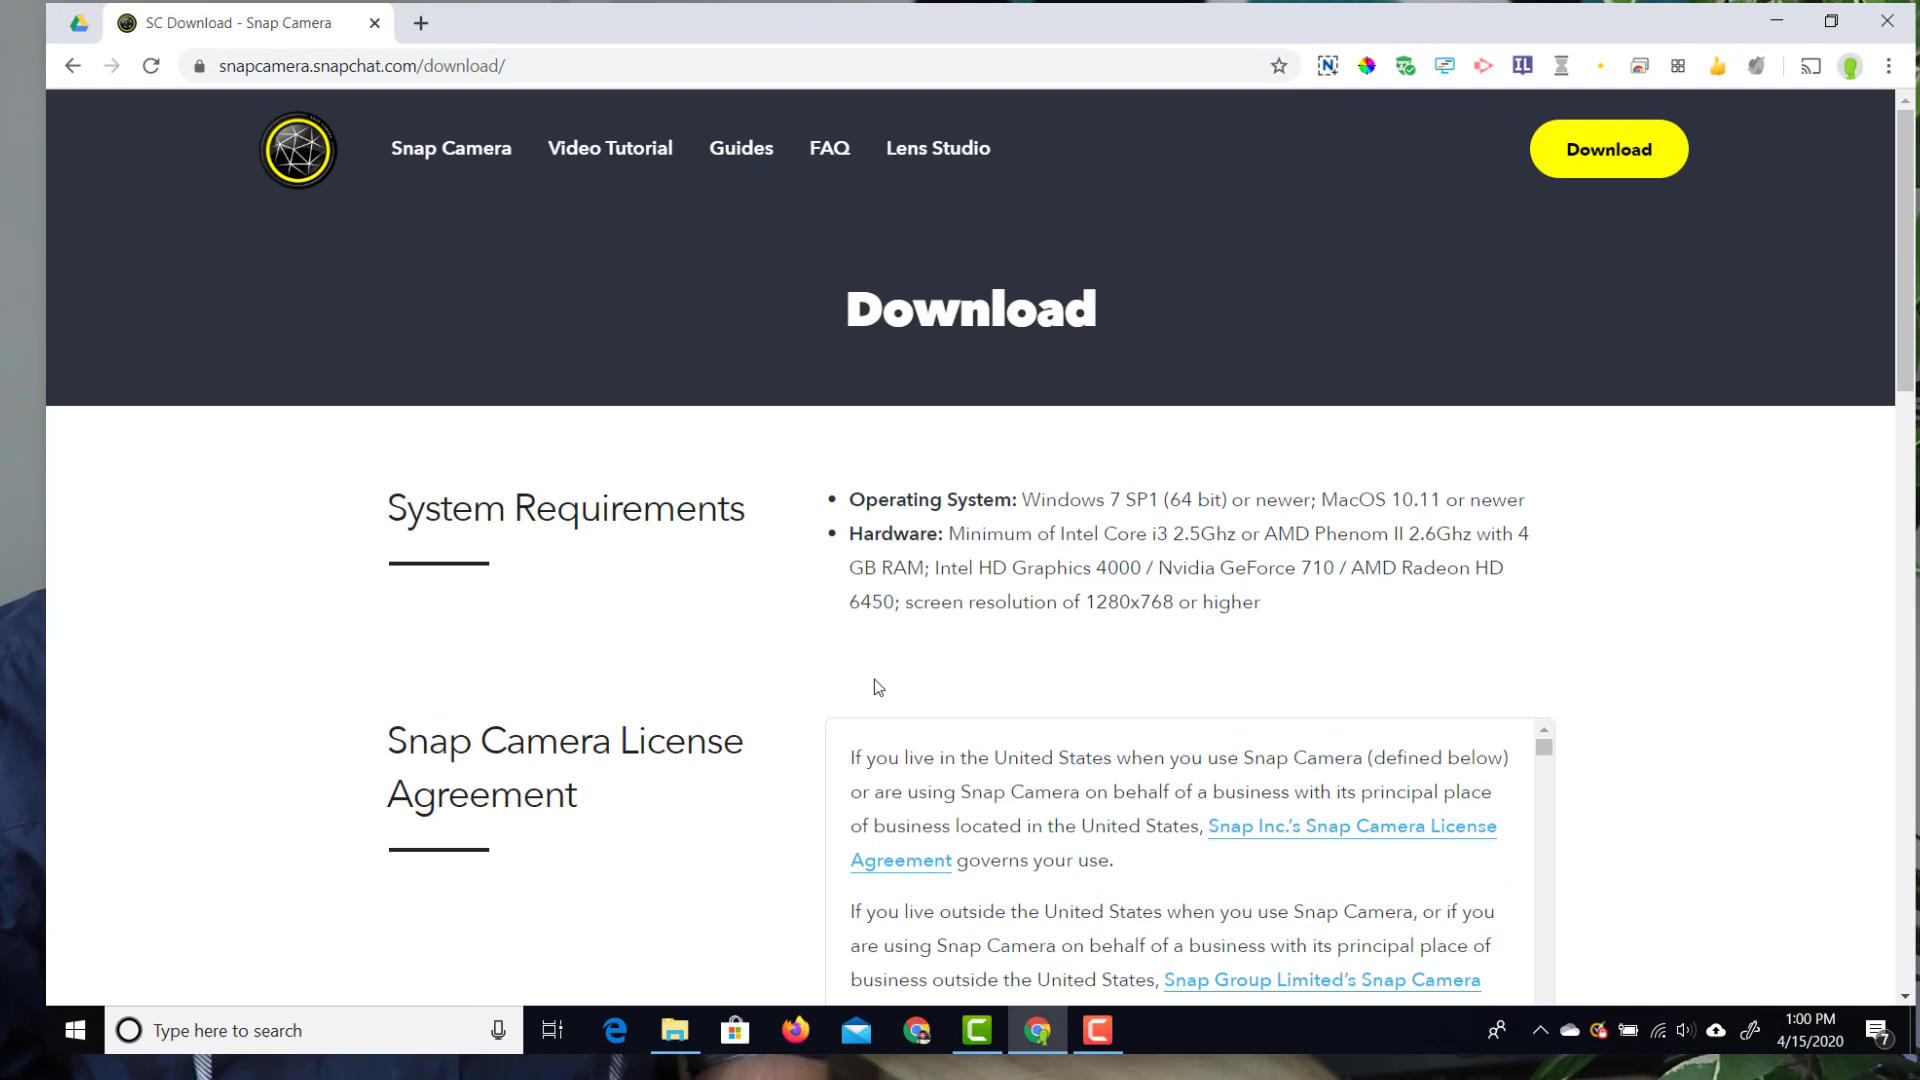 SC Download - Snap Camera
snapcamera.snapchat.com/download/
Snap Camera
Video Tutorial
Guides
FAQ
Lens Studio
Download
Download
System Requirements
• Operating System: Windows 7 SP1 (64 bit) or newer; MacOS 10.11 or newer
• Hardware: Minimum of Intel Core i3 2.5Ghz or AMD Phenom II 2.6Ghz with 4
GB RAM; Intel HD Graphics 4000 / Nvidia GeForce 710 / AMD Radeon HD
6450; screen resolution of 1280x768 or higher
Snap Camera License
Agreement
If you live in the United States when you use Snap Camera (defined below)
or are using Snap Camera on behalf of a business with its principal place
of business located in the United States, Snap Inc.'s Snap Camera License
Agreement governs your use.
If you live outside the United States when you use Snap Camera, or if you
are using Snap Camera on behalf of a business with its principal place of
business outside the United States, Snap Group Limited's Snap Camera
Type here to search
1:00 PM
4/15/2020
7